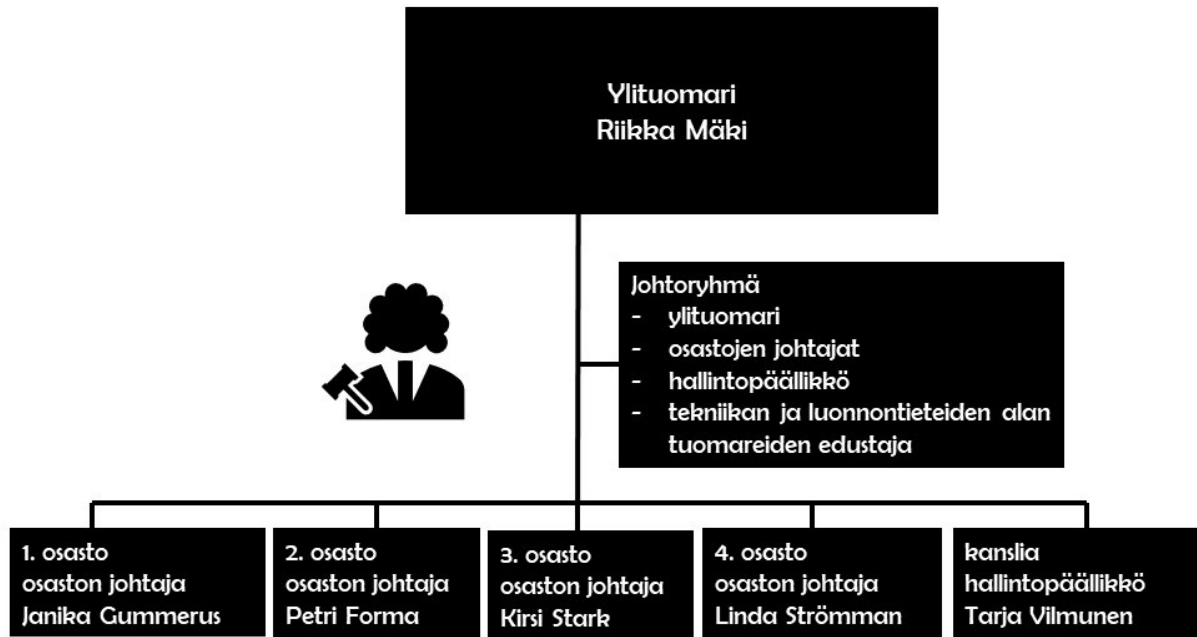 Ylituomari
Riikka Mäki
Johtoryhmä
- ylituomari
- osastojen johtajat
- hallintopäällikkö
- tekniikan ja luonnontieteiden alan
tuomareiden edustaja
1. osasto
osaston johtaja
Janika Gummerus
2. osasto
osaston johtaja
Petri Forma
3. osasto
osaston johtaja
Kirsi Stark
4. osasto
osaston johtaja
Linda Strömman
kanslia
hallintopäällikkö
Tarja Vilmunen